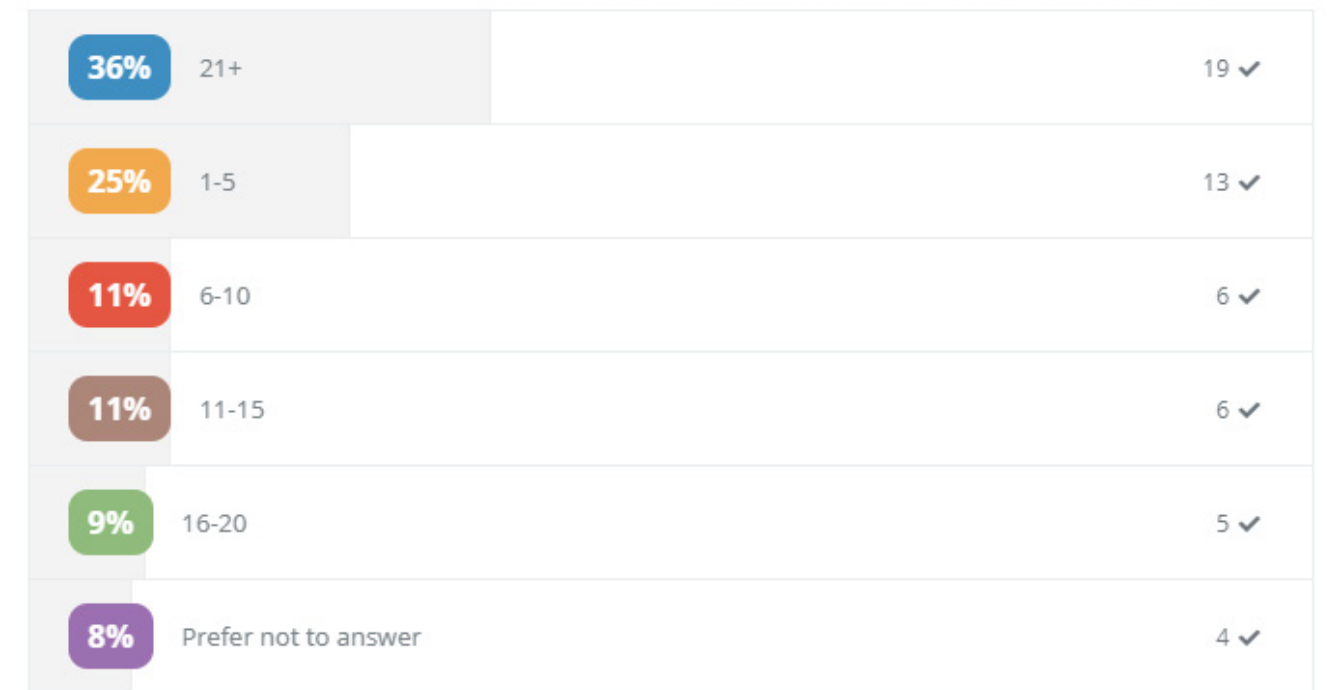 36% 21+ 19
25% 1-5 13
11% 6-10 6
11% 11-15 6
9% 16-20 5
8% Prefer not to answer 4